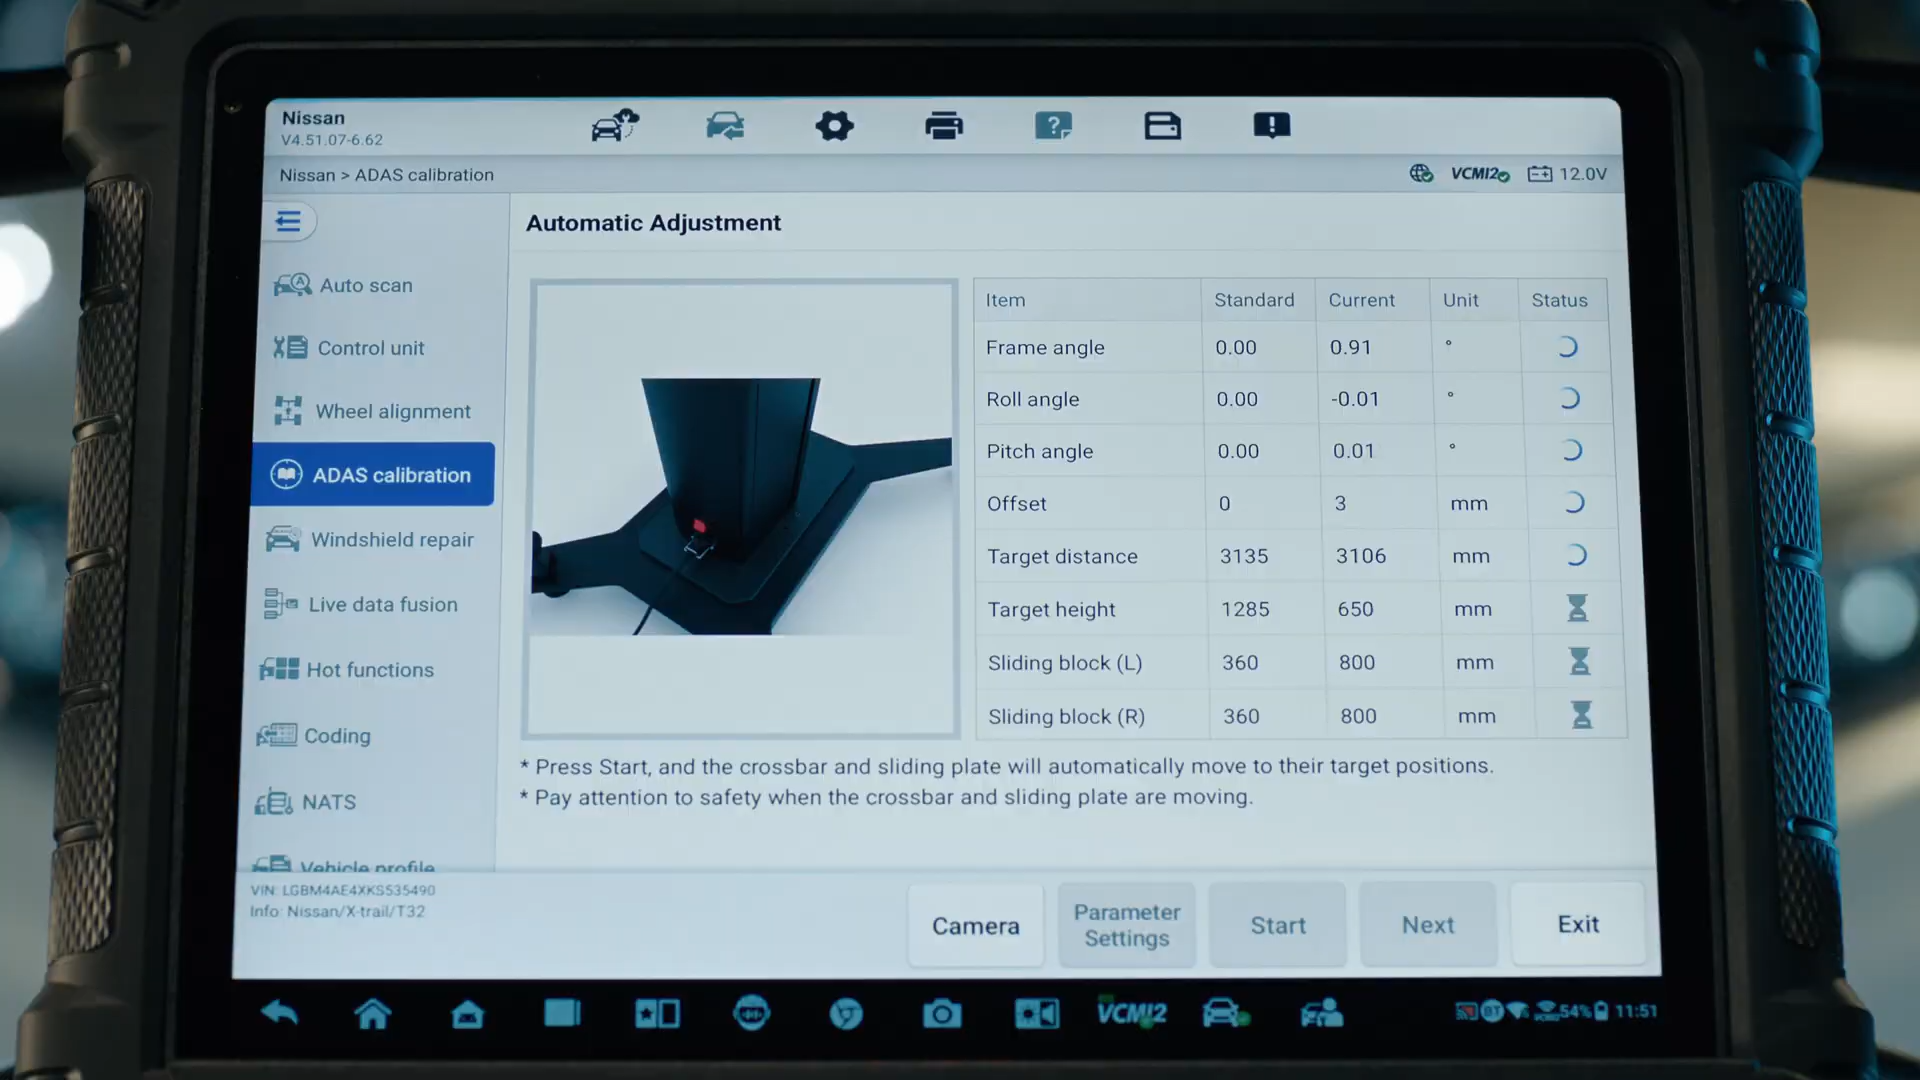 Nissan
V4.51.07-6.62
Nissan > ADAS calibration
VCMI2
12.0V
Automatic Adjustment
Auto scan
Control unit
Wheel alignment
ADAS calibration
Windshield repair
Live data fusion
Hot functions
Coding
NATS
Vehicle profile
Item Standard Current Unit Status
Frame angle 0.00 0.91 °
Roll angle 0.00 -0.01 °
Pitch angle 0.00 0.01 °
Offset 0 3 mm
Target distance 3135 3106 mm
Target height 1285 650 mm
Sliding block (L) 360 800 mm
Sliding block (R) 360 800 mm
* Press Start, and the crossbar and sliding plate will automatically move to their target positions.
* Pay attention to safety when the crossbar and sliding plate are moving.
VIN: LGBM4AE4XKS535490
Info: Nissan/X-trail/T32
Camera
Parameter
Settings
Start
Next
Exit
VCMI2
BT
54%
11:51